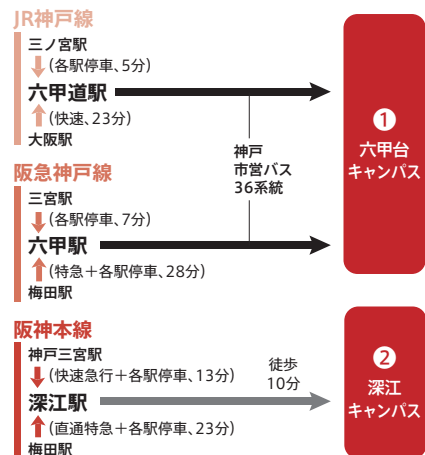 JR神戸線
三ノ宮駅
(各駅停車、5分)
六甲道駅
(快速、23分)
大阪駅
神戸
市営バス
36系統
❶
六甲台
キャンパス
阪急神戸線
三宮駅
(各駅停車、7分)
六甲駅
(特急＋各駅停車、28分)
梅田駅
阪神本線
神戸三宮駅
(快速急行＋各駅停車、13分)
深江駅
(直通特急＋各駅停車、23分)
梅田駅
徒歩
10分
❷
深江
キャンパス